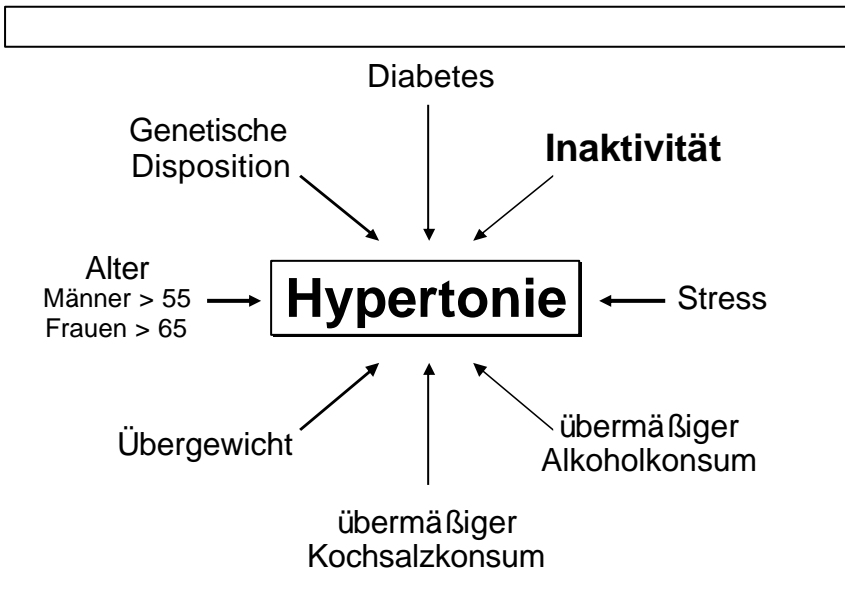 Diabetes
Genetische
Disposition
Inaktivität
Alter
Männer > 55
Frauen > 65
Hypertonie
Stress
Übergewicht
übermäßiger
Alkoholkonsum
übermäßiger
Kochsalzkonsum